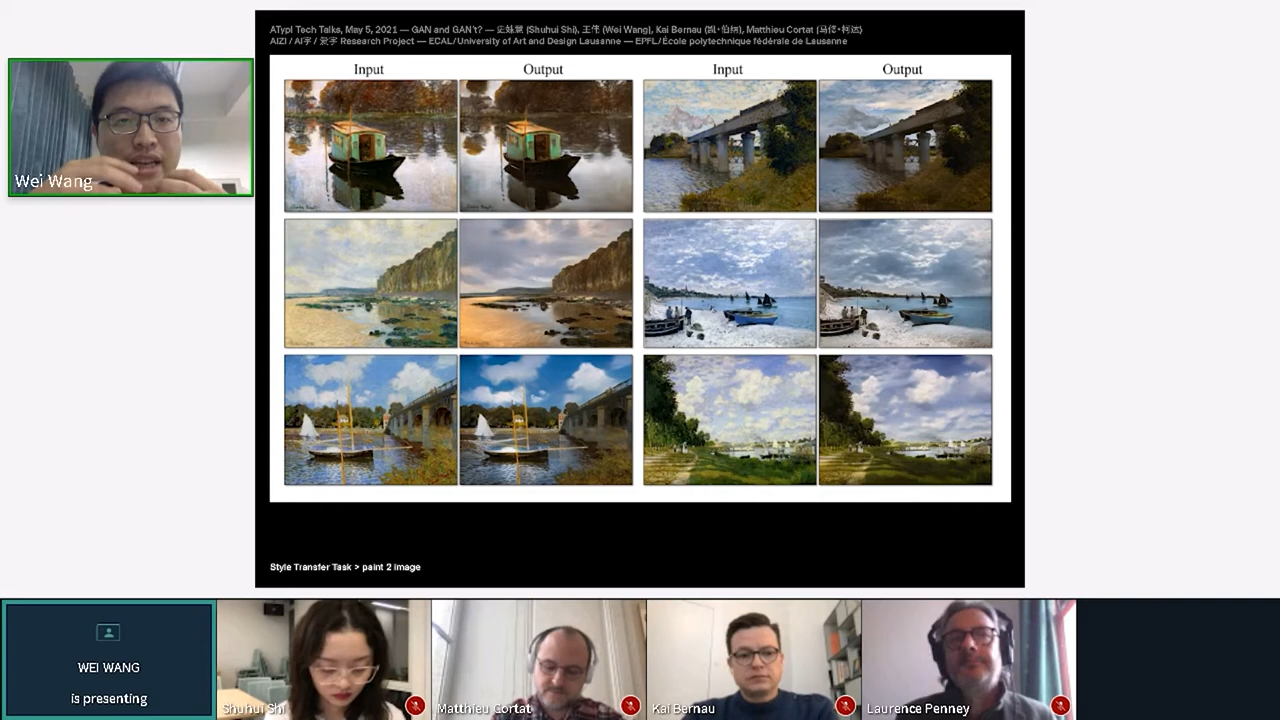 ATypI Tech Talks, May 5, 2021 — GAN and GAN't? — (Shuhui Shi), 王伟 (Wei Wang), Kai Bernau (凯·伯纳), Matthieu Cortat (马修·柯达)
AIZI / AI字 / 爱字 Research Project — ECAL/University of Art and Design Lausanne — EPFL/École polytechnique fédérale de Lausanne
Input Output Input Output
Wei Wang
Style Transfer Task > paint 2 image
WEI WANG
is presenting
Shuhui Shi
Matthieu Cortat
Kai Bernau
Laurence Penney